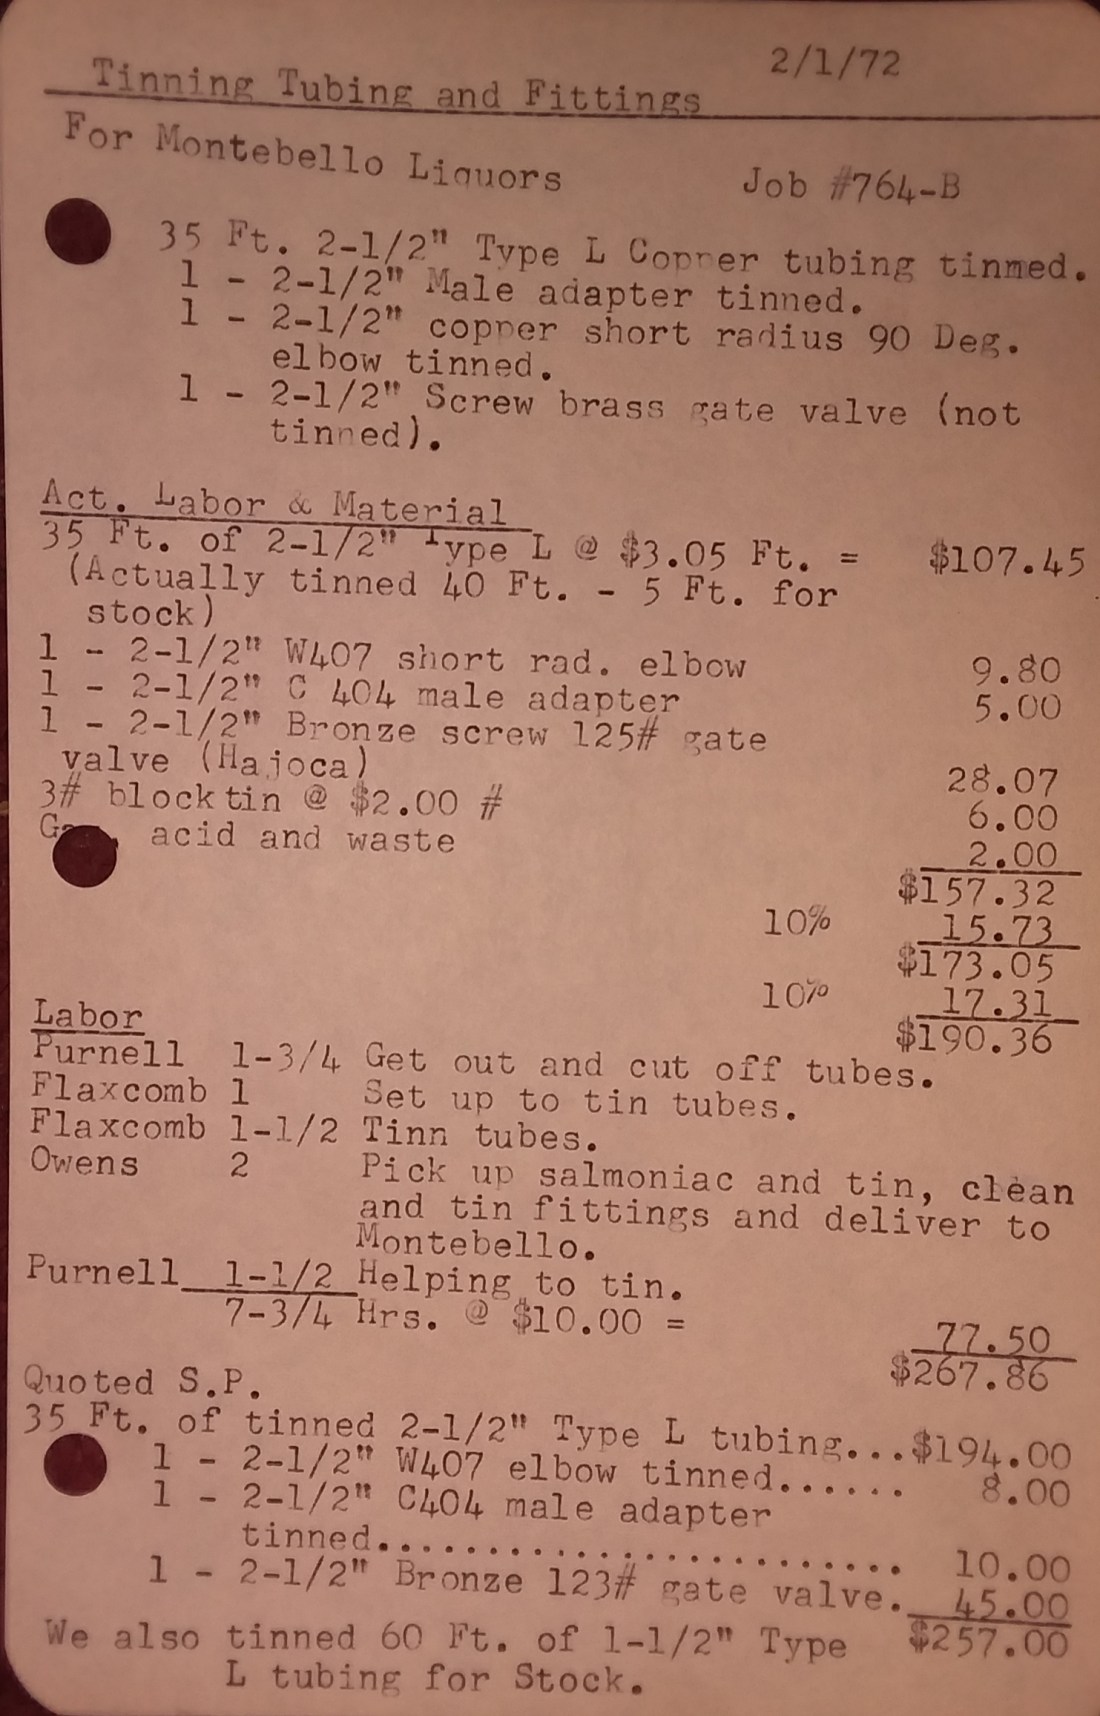 2/1/72
Tinning Tubing and Fittings
For Montebello Liquors Job #764-B
35 Ft. 2-1/2" Type L Copper tubing tinmed.
1 - 2-1/2" Male adapter tinned.
1 - 2-1/2" copper short radius 90 Deg.
elbow tinned.
1 - 2-1/2" Screw brass gate valve (not
tinned).
Act. Labor & Material
35 Ft. of 2-1/2" Type L @ $3.05 Ft. = $107.45
(Actually tinned 40 Ft. - 5 Ft. for
stock)
1 - 2-1/2" W407 short rad. elbow 9.80
1 - 2-1/2" C 404 male adapter 5.00
1 - 2-1/2" Bronze screw 125# gate
valve (Hajoca) 28.07
3# block tin @ $2.00 # 6.00
acid and waste 2.00
$157.32
10% 15.73
$173.05
10% 17.31
$190.36
Labor
Purnell 1-3/4 Get out and cut off tubes.
Flaxcomb 1 Set up to tin tubes.
Flaxcomb 1-1/2 Tinn tubes.
Owens 2 Pick up salmoniac and tin, clean
and tin fittings and deliver to
Montebello.
Purnell 1-1/2 Helping to tin.
7-3/4 Hrs. @ $10.00 = 77.50
$267.86
Quoted S.P.
35 Ft. of tinned 2-1/2" Type L tubing...$194.00
1 - 2-1/2" W407 elbow tinned...... 8.00
1 - 2-1/2" C404 male adapter
tinned......................... 10.00
1 - 2-1/2" Bronze 123# gate valve. 45.00
We also tinned 60 Ft. of 1-1/2" Type $257.00
L tubing for Stock.